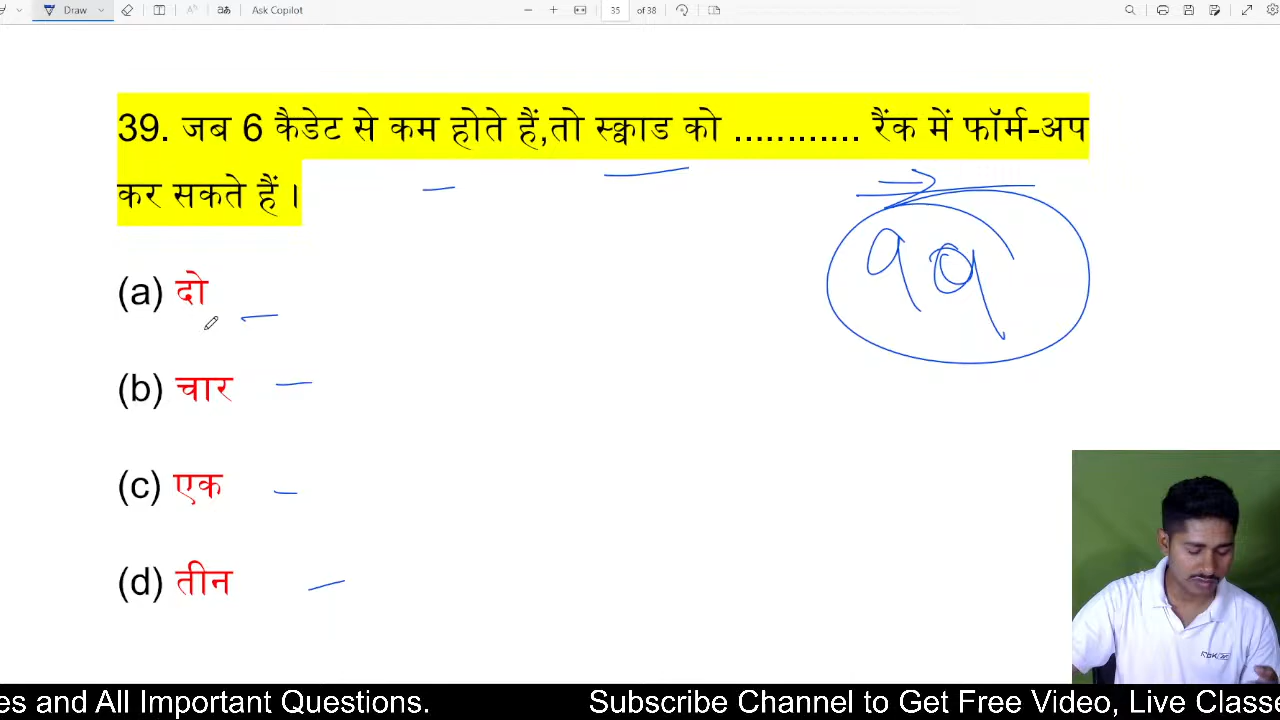 Draw
Ask Copilot
35 of 38
39. जब 6 कैडेट से कम होते हैं,तो स्क्वाड को ............ रैंक में फॉर्म-अप
कर सकते हैं ।
99
(a) दो
(b) चार
(c) एक
(d) तीन
es and All Important Questions. Subscribe Channel to Get Free Video, Live Classe